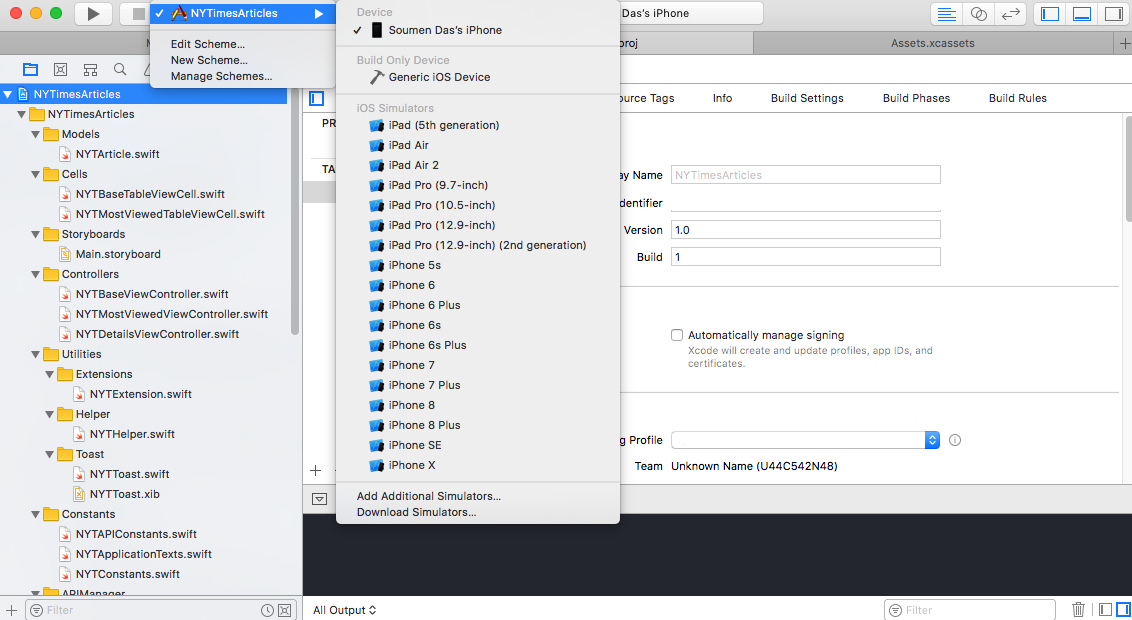 NYTimesArticles
Edit Scheme...
New Scheme...
Manage Schemes...
Device
Soumen Das's iPhone
Build Only Device
Generic iOS Device
iOS Simulators
iPad (5th generation)
iPad Air
iPad Air 2
iPad Pro (9.7-inch)
iPad Pro (10.5-inch)
iPad Pro (12.9-inch)
iPad Pro (12.9-inch) (2nd generation)
iPhone 5s
iPhone 6
iPhone 6 Plus
iPhone 6s
iPhone 6s Plus
iPhone 7
iPhone 7 Plus
iPhone 8
iPhone 8 Plus
iPhone SE
iPhone X
Add Additional Simulators...
Download Simulators...
Das's iPhone
roj
Assets.xcassets
NYTimesArticles
NYTimesArticles
Models
NYTArticle.swift
Cells
NYTBaseTableViewCell.swift
NYTMostViewedTableViewCell.swift
Storyboards
Main.storyboard
Controllers
NYTBaseViewController.swift
NYTMostViewedViewController.swift
NYTDetailsViewController.swift
Utilities
Extensions
NYTExtension.swift
Helper
NYTHelper.swift
Toast
NYTToast.swift
NYTToast.xib
Constants
NYTAPIConstants.swift
NYTApplicationTexts.swift
NYTConstants.swift
APIManager
Filter
PR
TA
ource Tags
Info
Build Settings
Build Phases
Build Rules
ay Name
NYTimesArticles
dentifier
Version
1.0
Build
1
Automatically manage signing
Xcode will create and update profiles, app IDs, and
certificates.
g Profile
Team
Unknown Name (U44C542N48)
All Output
Filter